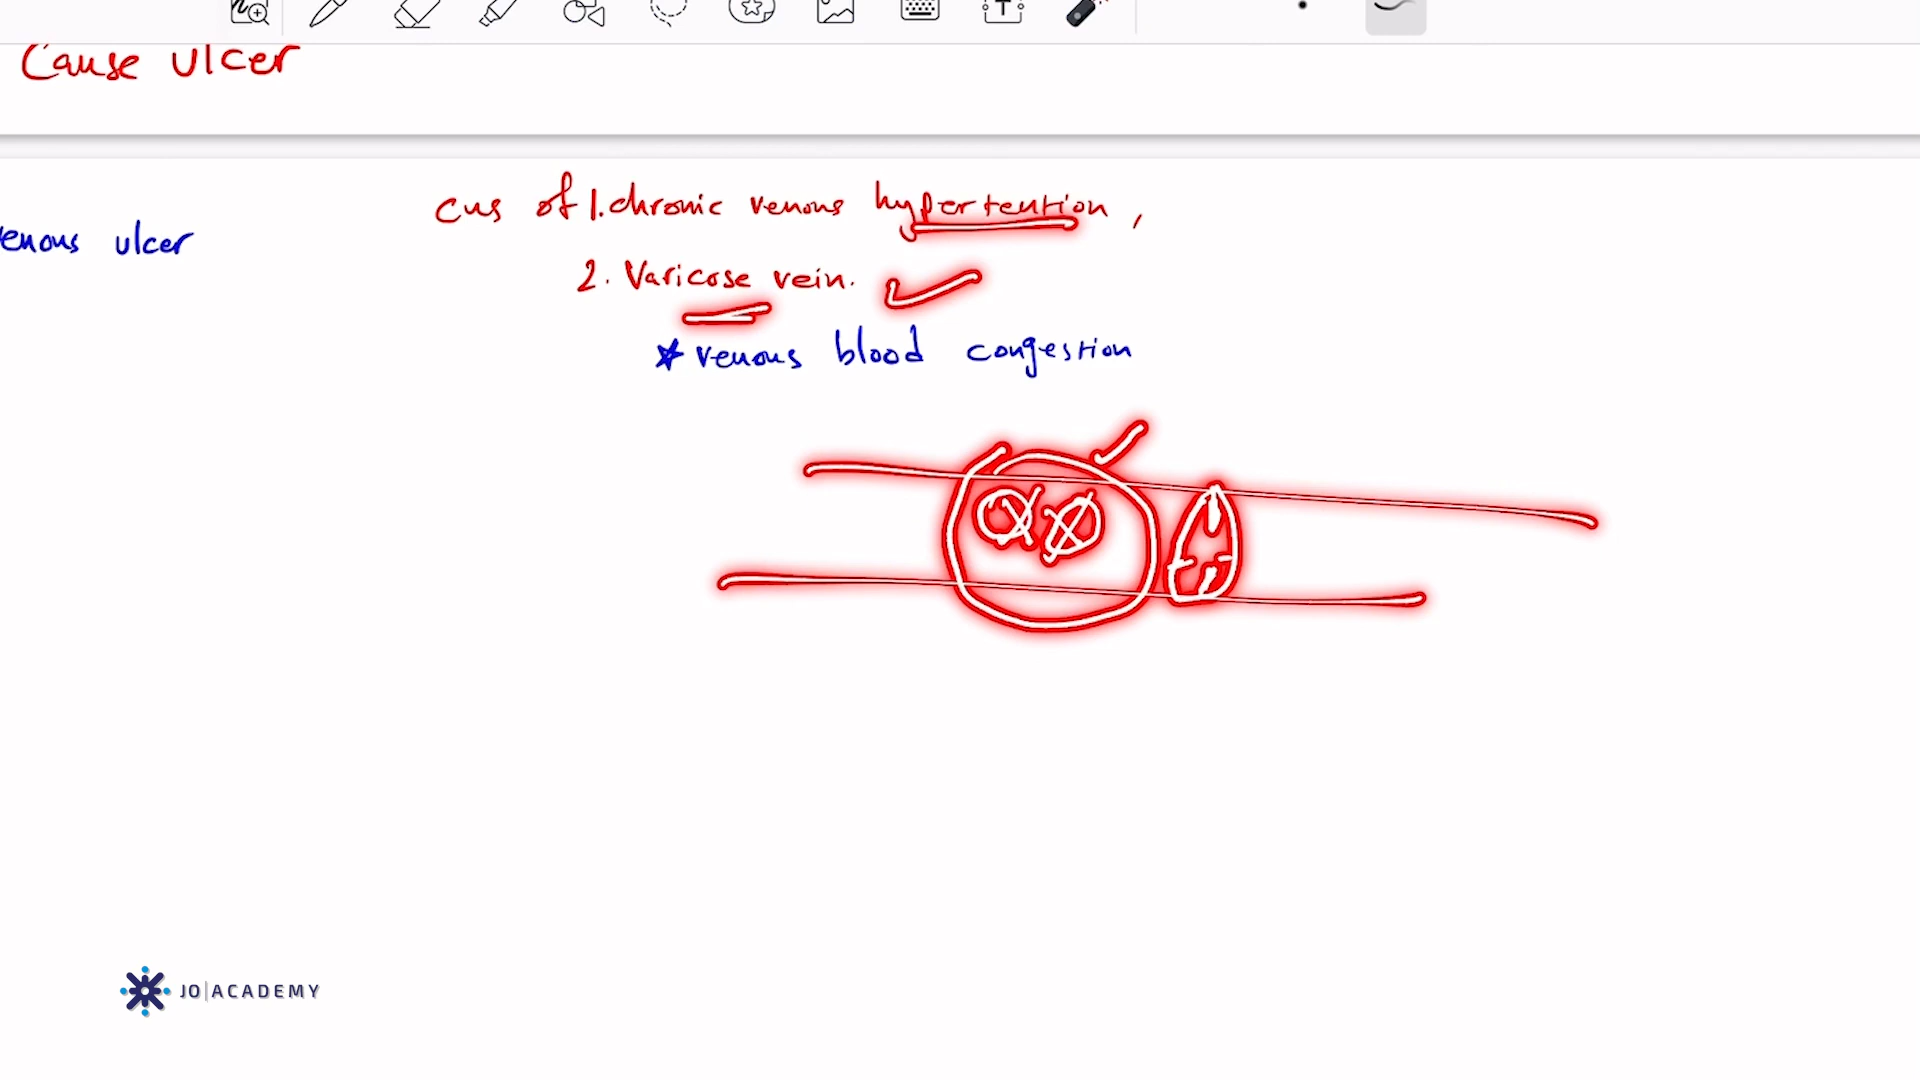 Cause ulcer
cus of 1. chronic venous hypertention,
enous ulcer
2. Varicose vein.
* venous blood congestion
JO|ACADEMY